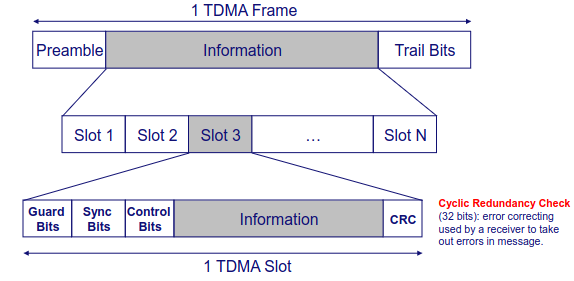 1 TDMA Frame
Preamble Information Trail Bits
Slot 1 Slot 2 Slot 3 … Slot N
Guard Bits
Sync Bits
Control Bits
Information
CRC
Cyclic Redundancy Check
(32 bits): error correcting
used by a receiver to take
out errors in message.
1 TDMA Slot